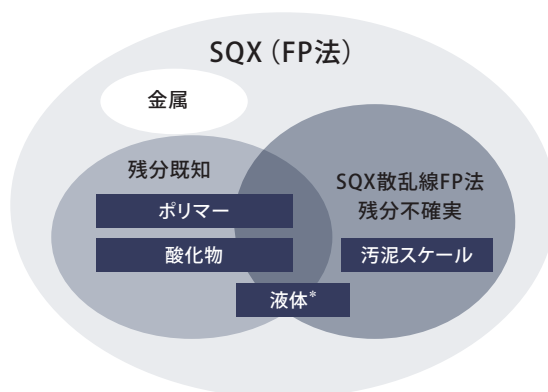 SQX（FP法）
金属
残分既知
SQX散乱線FP法
残分不確実
ポリマー
酸化物
汚泥スケール
液体*